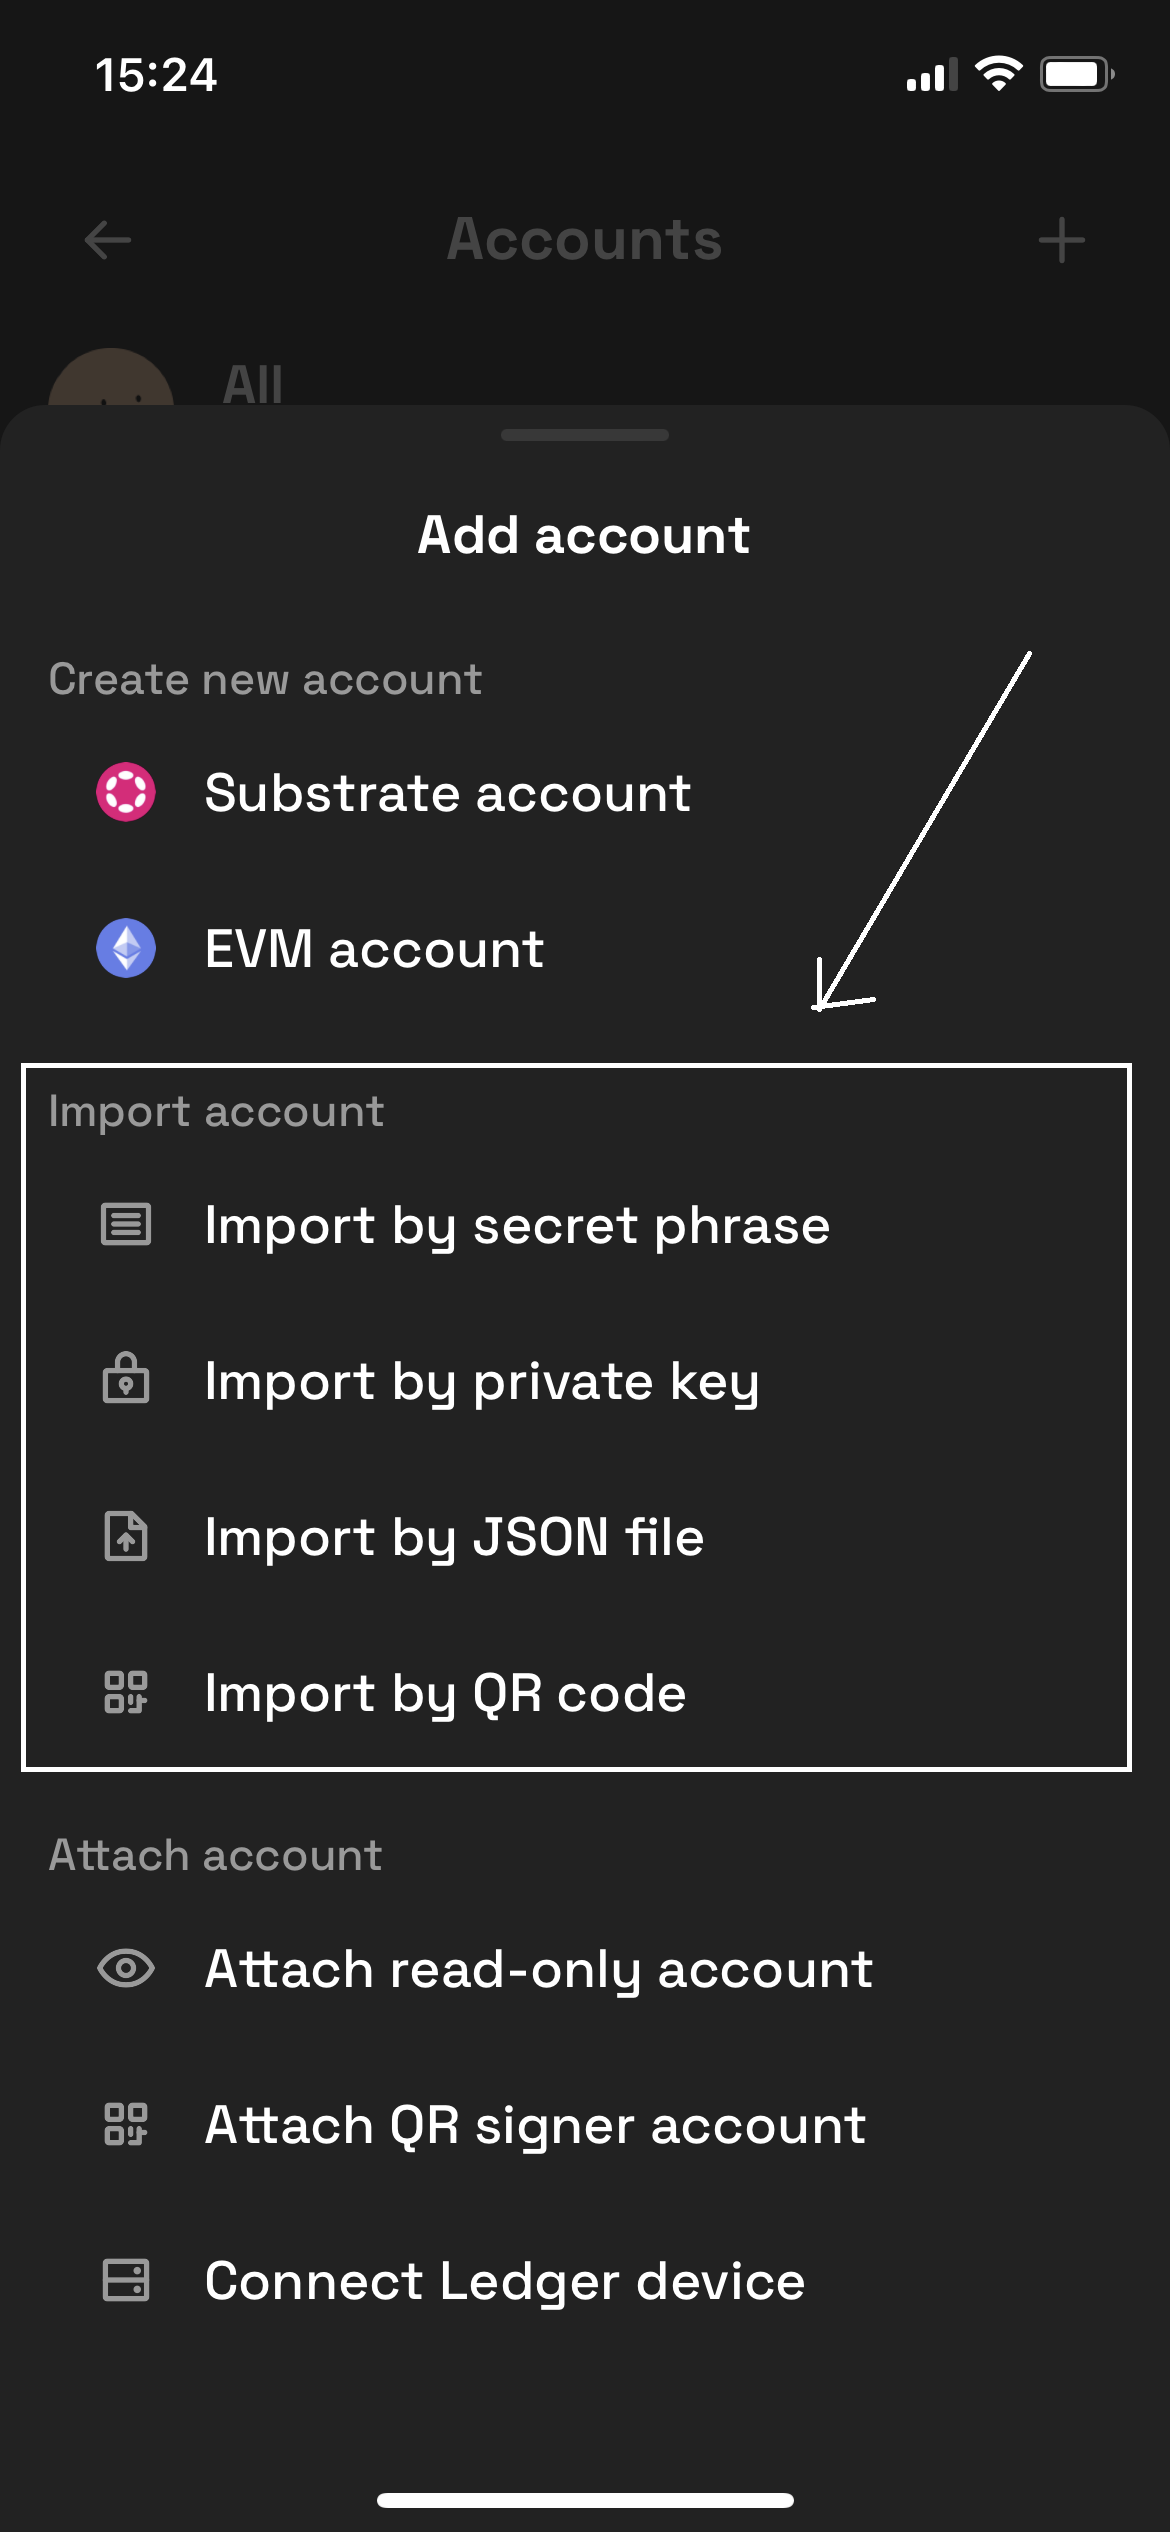 15:24
Accounts
All
Add account
Create new account
Substrate account
EVM account
Import account
Import by secret phrase
Import by private key
Import by JSON file
Import by QR code
Attach account
Attach read-only account
Attach QR signer account
Connect Ledger device